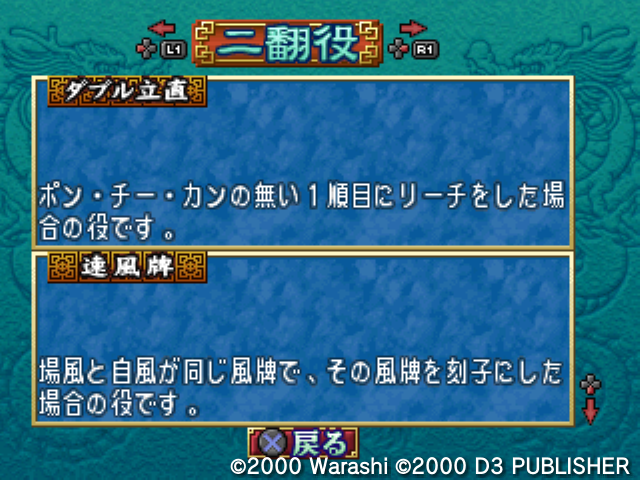 L1 二翻役 R1
ダブル立直
ポン・チー・カンの無い1順目にリーチをした場
合の役です。
連風牌
場風と自風が同じ風牌で、その風牌を刻子にした
場合の役です。
戻る
©2000 Warashi ©2000 D3 PUBLISHER